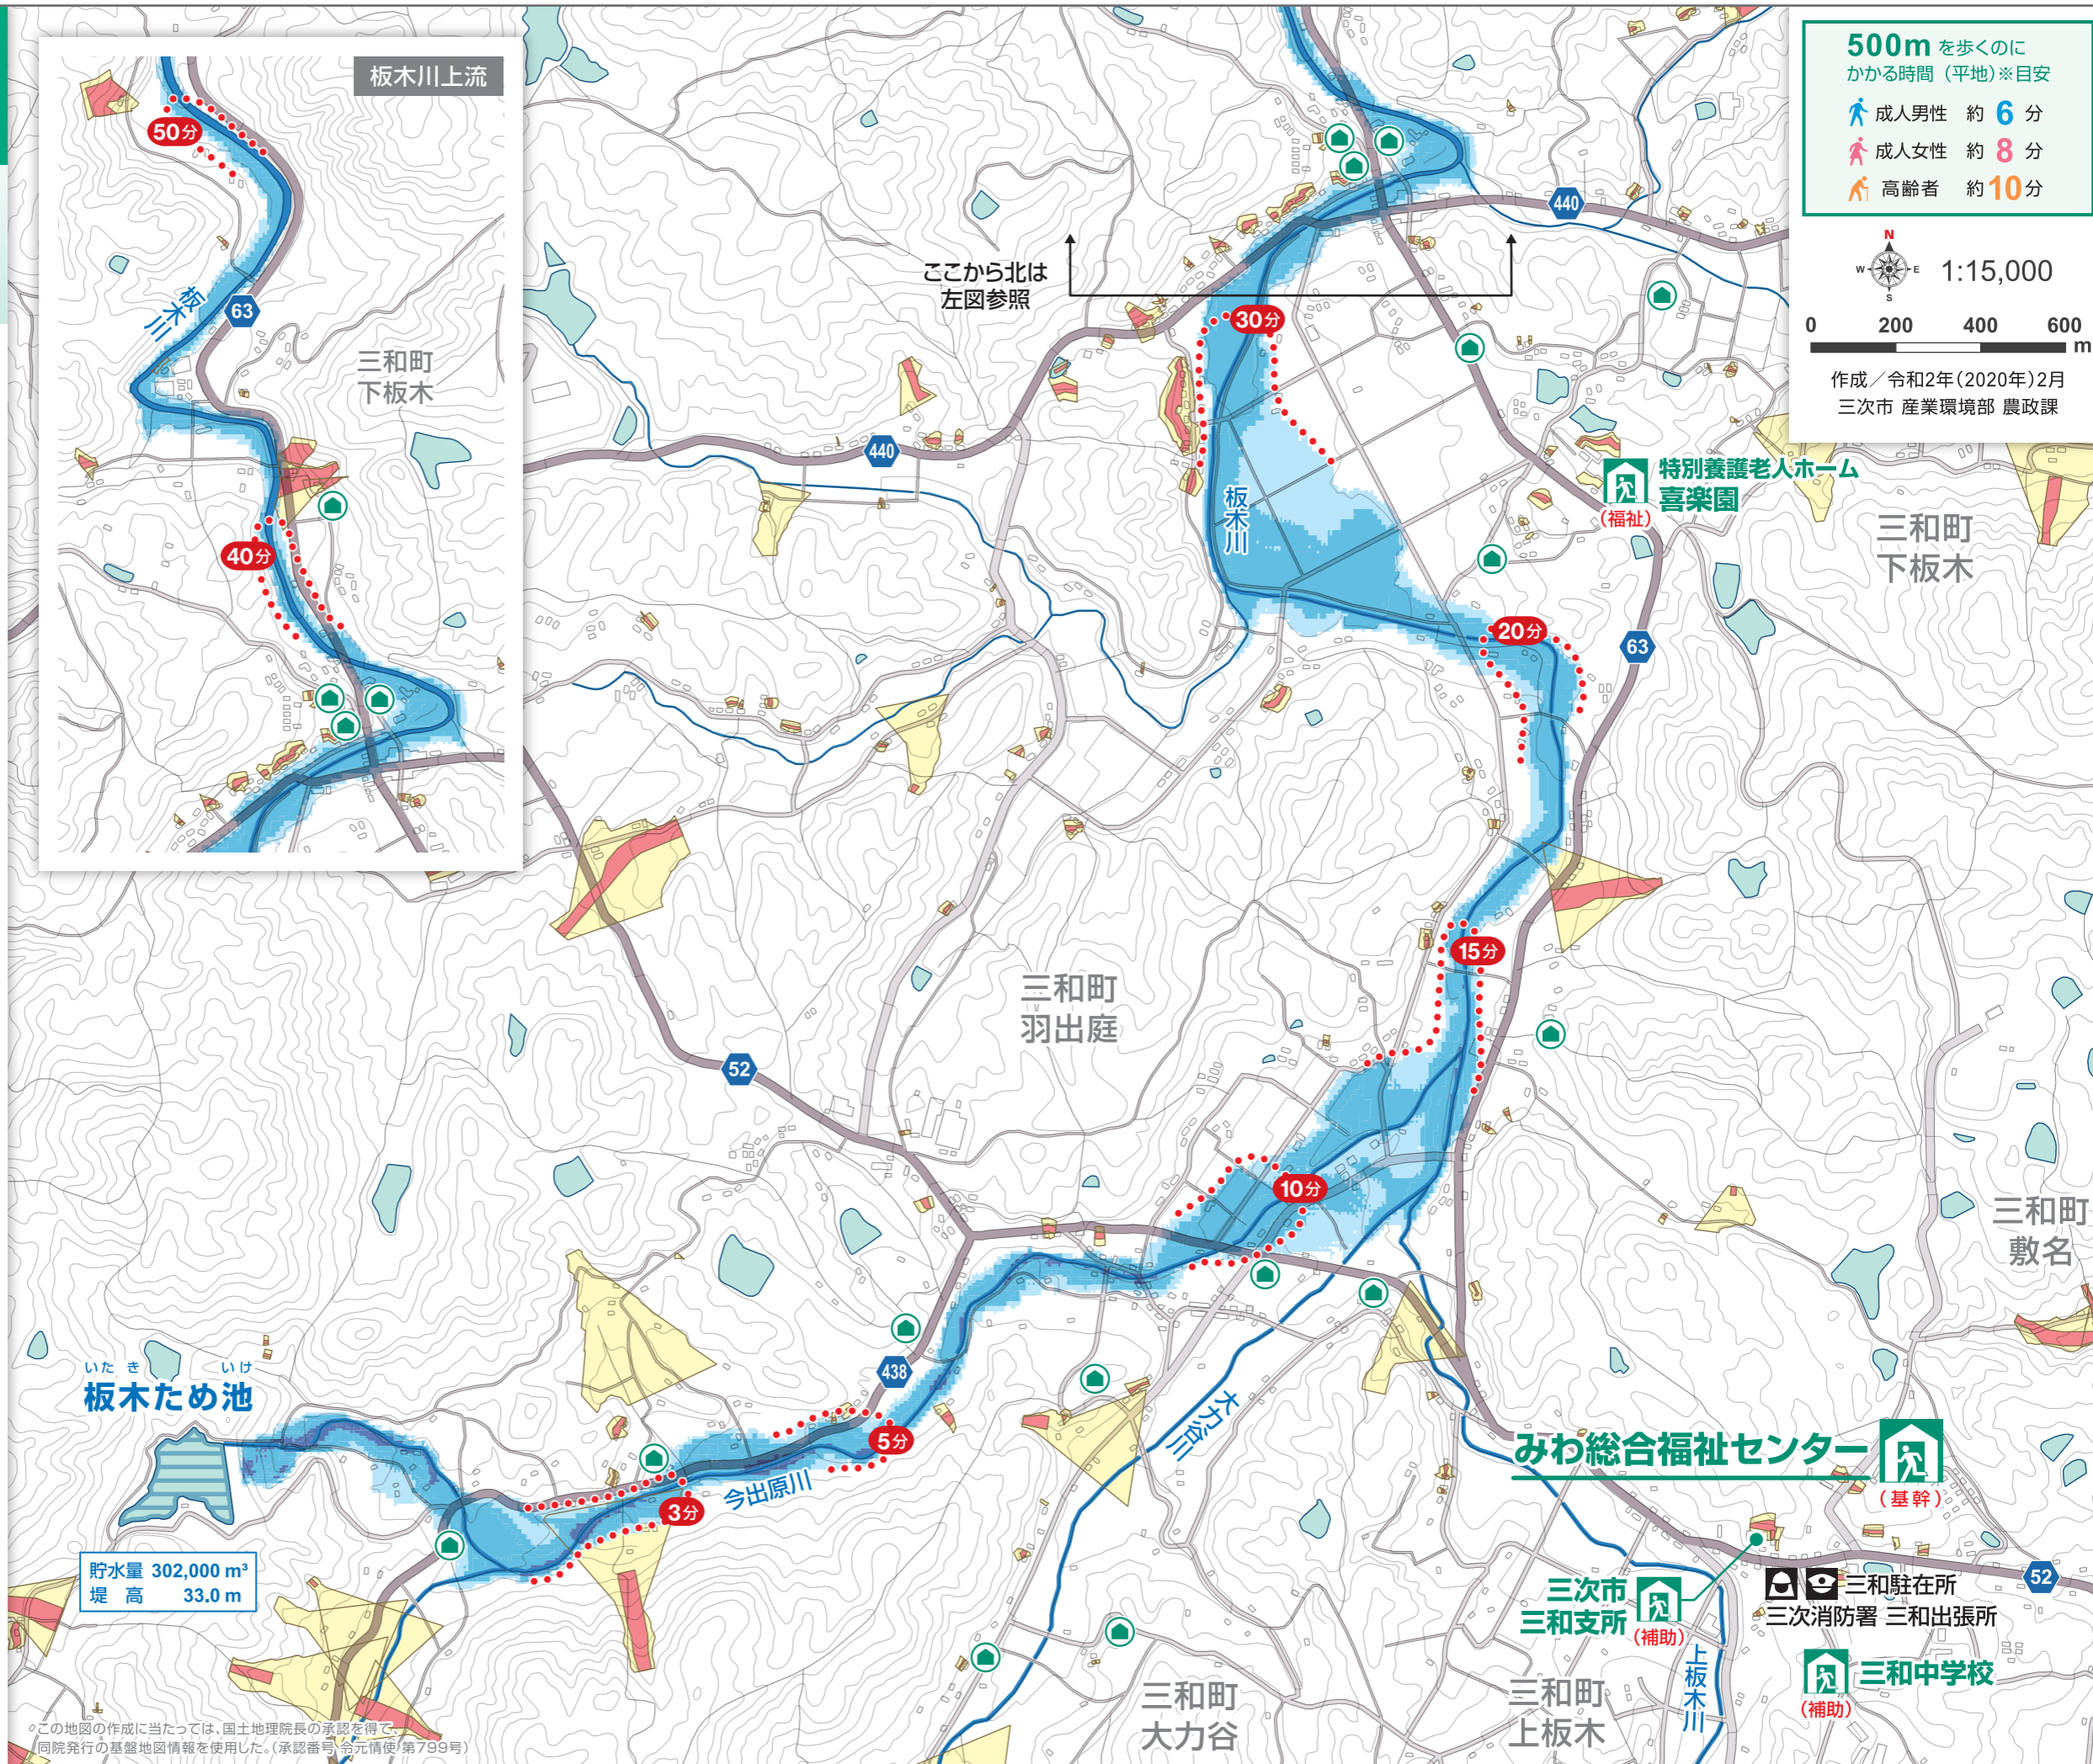 板木川上流
50分
板木川
63
三和町
下板木
40分
500m を歩くのに
かかる時間（平地）※目安
成人男性 約 6 分
成人女性 約 8 分
高齢者 約 10 分
N
W E
S
1:15,000
0 200 400 600
m
作成／令和2年(2020年)2月
三次市 産業環境部 農政課
440
ここから北は
左図参照
30分
440
板木川
特別養護老人ホーム
喜楽園
(福祉)
三和町
下板木
20分
63
15分
三和町
羽出庭
52
10分
三和町
敷名
438
いたき いけ
板木ため池
5分
大力谷川
今出原川
3分
みわ総合福祉センター
(基幹)
貯水量 302,000 m³
堤 高 33.0 m
三次市
三和支所
(補助)
三和駐在所
三次消防署 三和出張所
52
三和中学校
(補助)
上板木川
三和町
大力谷
三和町
上板木
この地図の作成に当たっては、国土地理院長の承認を得て、
同院発行の基盤地図情報を使用した。(承認番号 令元情使 第799号)